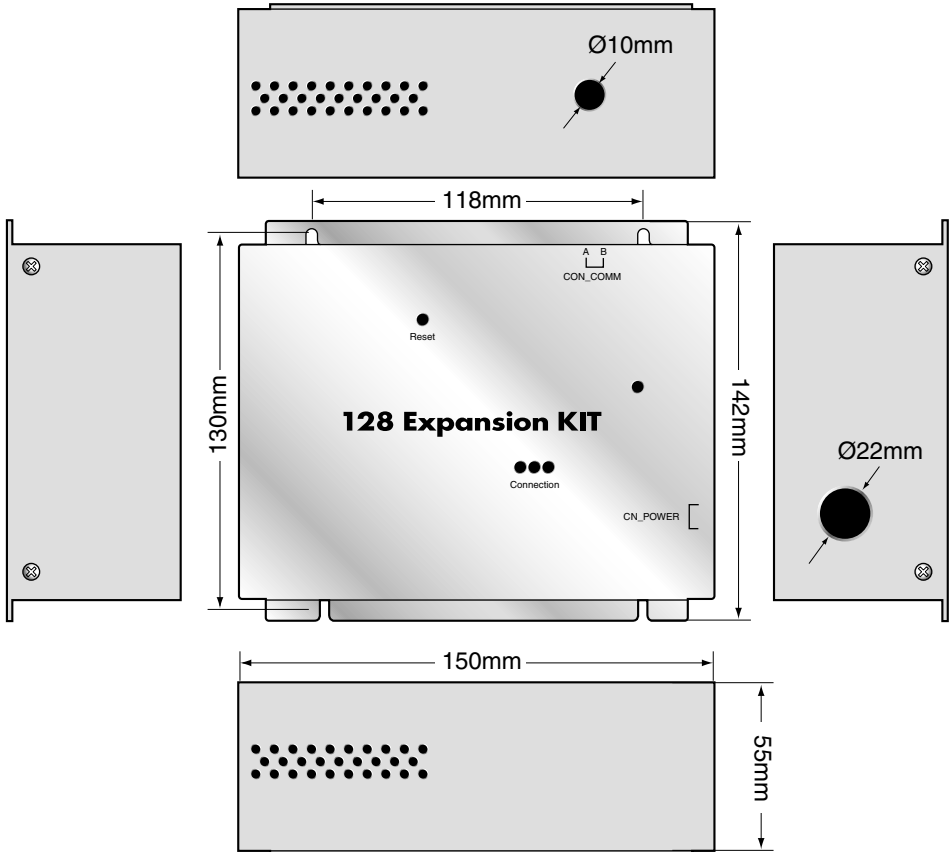 Ø10mm
118mm
A B
CON_COMM
Reset
130mm
142mm
128 Expansion KIT
Ø22mm
Connection
CN_POWER
150mm
55mm